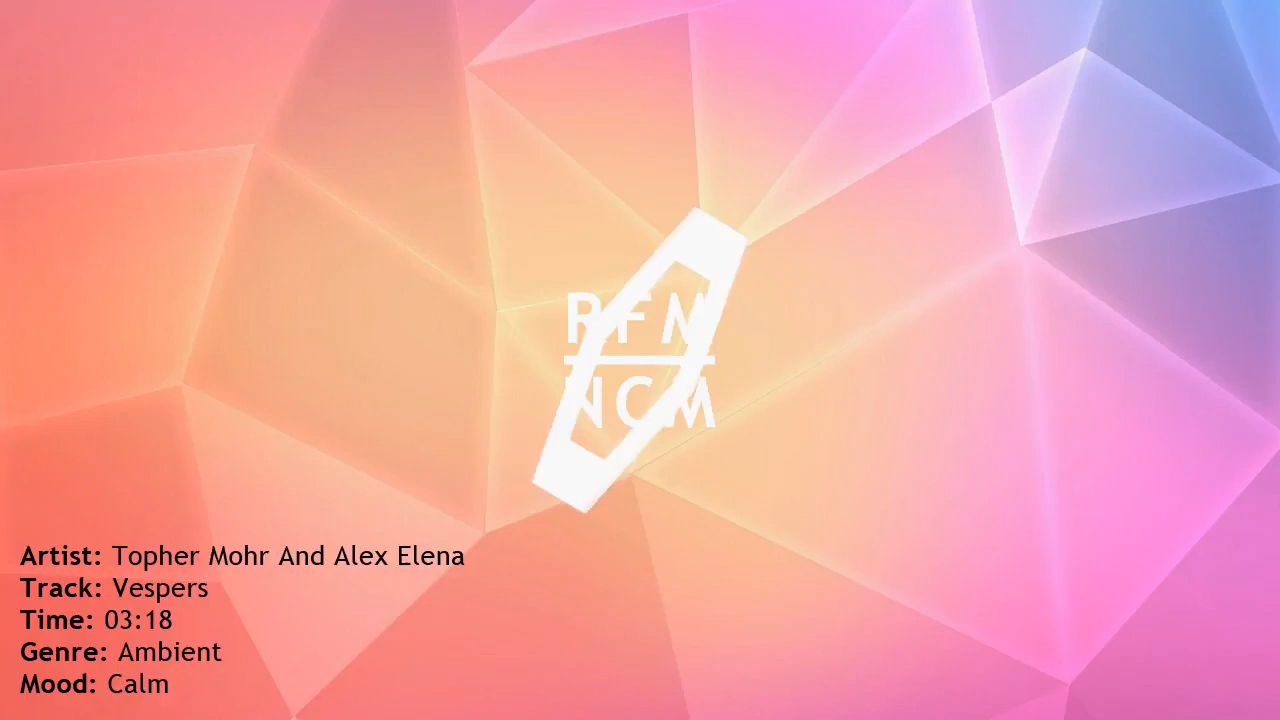 RFM
NCM
Artist: Topher Mohr And Alex Elena
Track: Vespers
Time: 03:18
Genre: Ambient
Mood: Calm